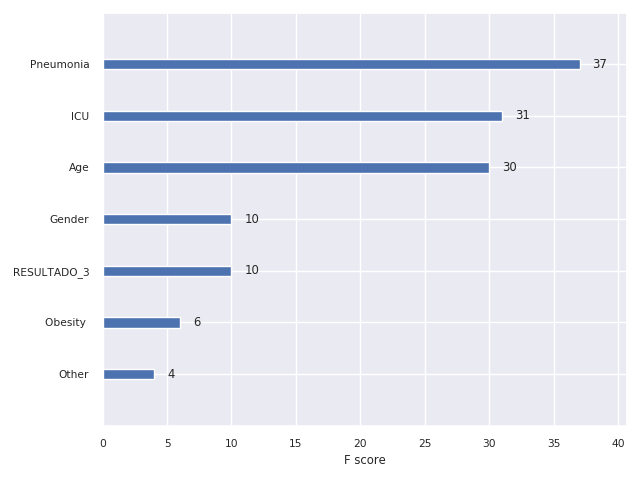 Pneumonia 37
ICU 31
Age 30
Gender 10
RESULTADO_3 10
Obesity 6
Other 4
0 5 10 15 20 25 30 35 40
F score